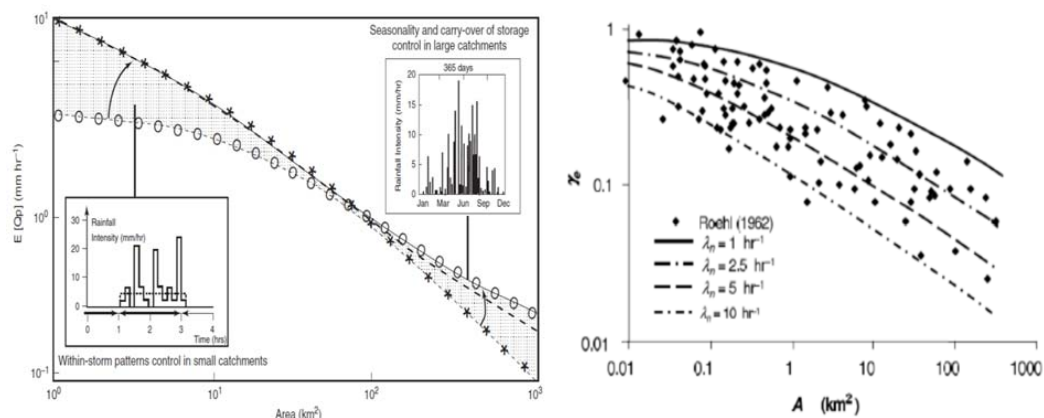 10¹
10⁰
10⁻¹
E [Qp] (mm hr⁻¹)
10⁰
10¹
10²
10³
Area (km²)
Seasonality and carry-over of storage
control in large catchments
365 days
Rainfall Intensity (mm/hr)
20
15
10
5
0
Jan Mar Jun Sep Dec
Rainfall
Intensity (mm/hr)
30
20
10
0
0 1 2 3 4
Time (hrs)
Within-storm patterns control in small catchments
1
0.1
0.01
γₑ
Roehl (1962)
λₙ = 1 hr⁻¹
λₙ = 2.5 hr⁻¹
λₙ = 5 hr⁻¹
λₙ = 10 hr⁻¹
0.01 0.1 1 10 100 1000
A (km²)